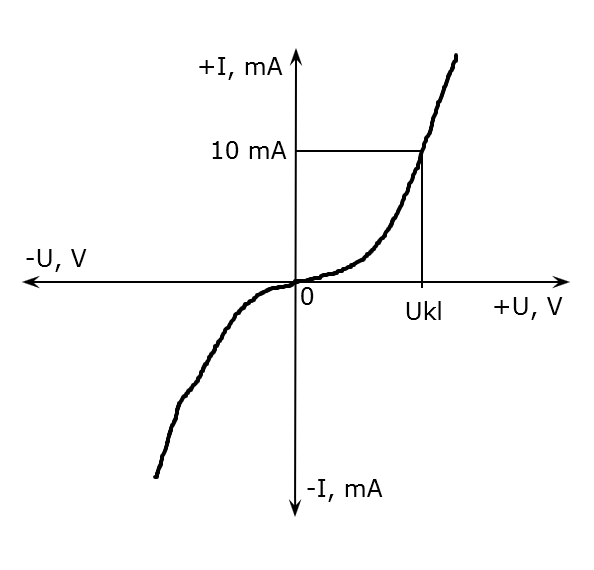 +I, mA
10 mA
-U, V
0
Ukl
+U, V
-I, mA